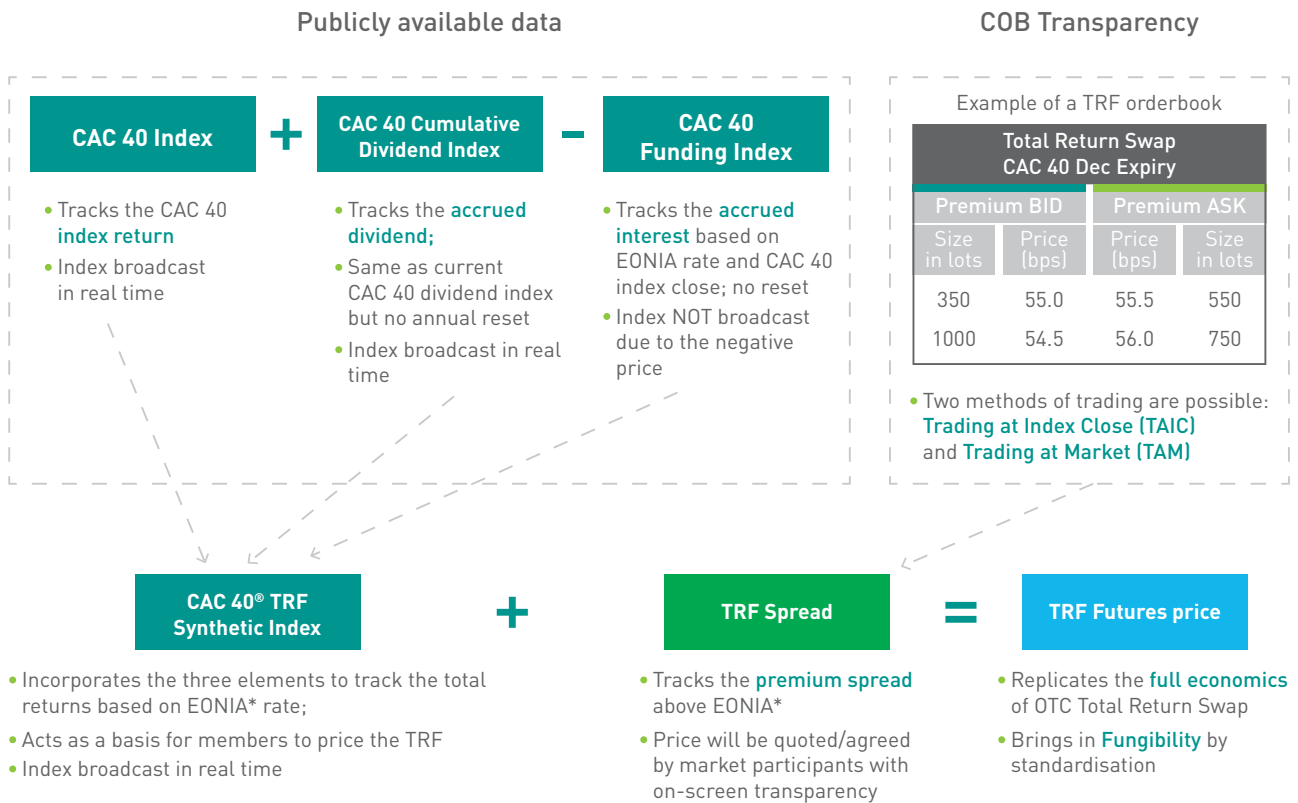 Publicly available data
CAC 40 Index
+
CAC 40 Cumulative
Dividend Index
-
CAC 40
Funding Index
• Tracks the CAC 40
index return
• Index broadcast
in real time
• Tracks the accrued
dividend;
• Same as current
CAC 40 dividend index
but no annual reset
• Index broadcast in real
time
• Tracks the accrued
interest based on
EONIA rate and CAC 40
index close; no reset
• Index NOT broadcast
due to the negative
price
COB Transparency
Example of a TRF orderbook
Total Return Swap
CAC 40 Dec Expiry
Premium BID Premium ASK
Size Price Price Size
in lots (bps) (bps) in lots
350 55.0 55.5 550
1000 54.5 56.0 750
• Two methods of trading are possible:
Trading at Index Close (TAIC)
and Trading at Market (TAM)
CAC 40® TRF
Synthetic Index
+
TRF Spread
=
TRF Futures price
• Incorporates the three elements to track the total
returns based on EONIA* rate;
• Acts as a basis for members to price the TRF
• Index broadcast in real time
• Tracks the premium spread
above EONIA*
• Price will be quoted/agreed
by market participants with
on-screen transparency
• Replicates the full economics
of OTC Total Return Swap
• Brings in Fungibility by
standardisation